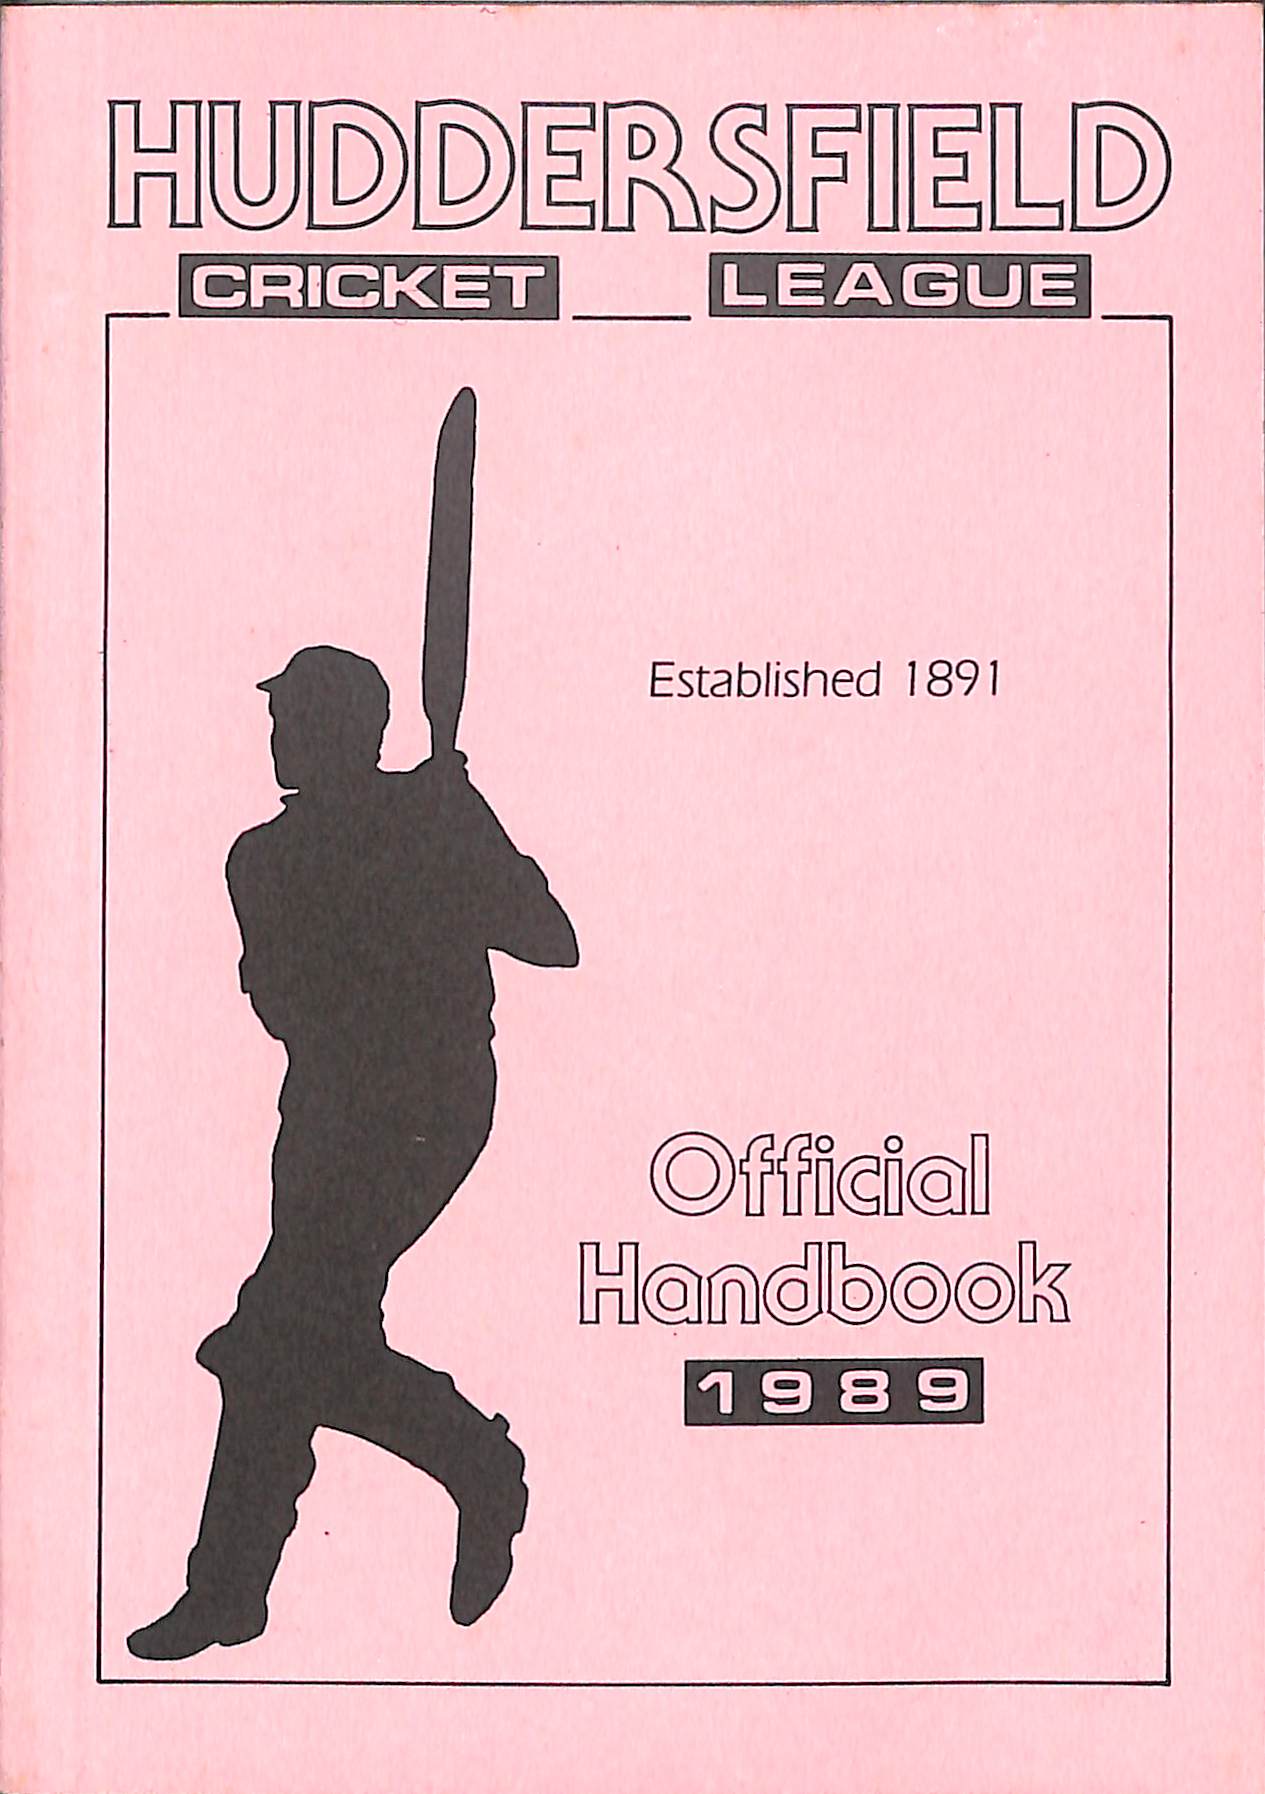 HUDDERSFIELD
CRICKET LEAGUE
Established 1891
Official
Handbook
1989